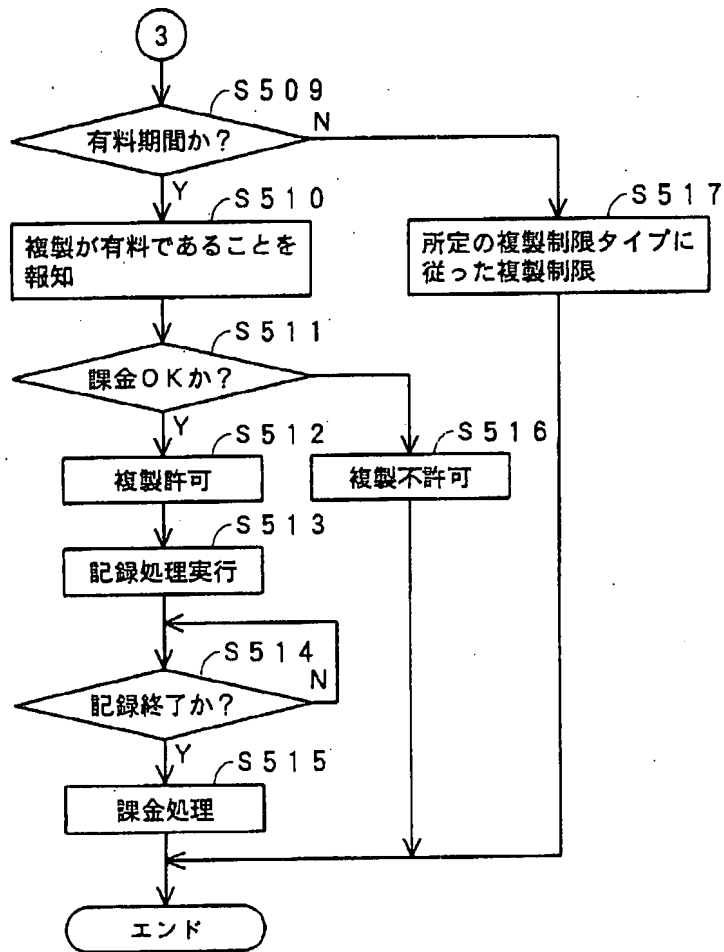 3
S509
有料期間か？
N
Y
S510
複製が有料であることを
報知
S517
所定の複製制限タイプに
従った複製制限
S511
課金OKか？
Y
S512
複製許可
S516
複製不許可
S513
記録処理実行
S514
N
記録終了か？
Y
S515
課金処理
エンド